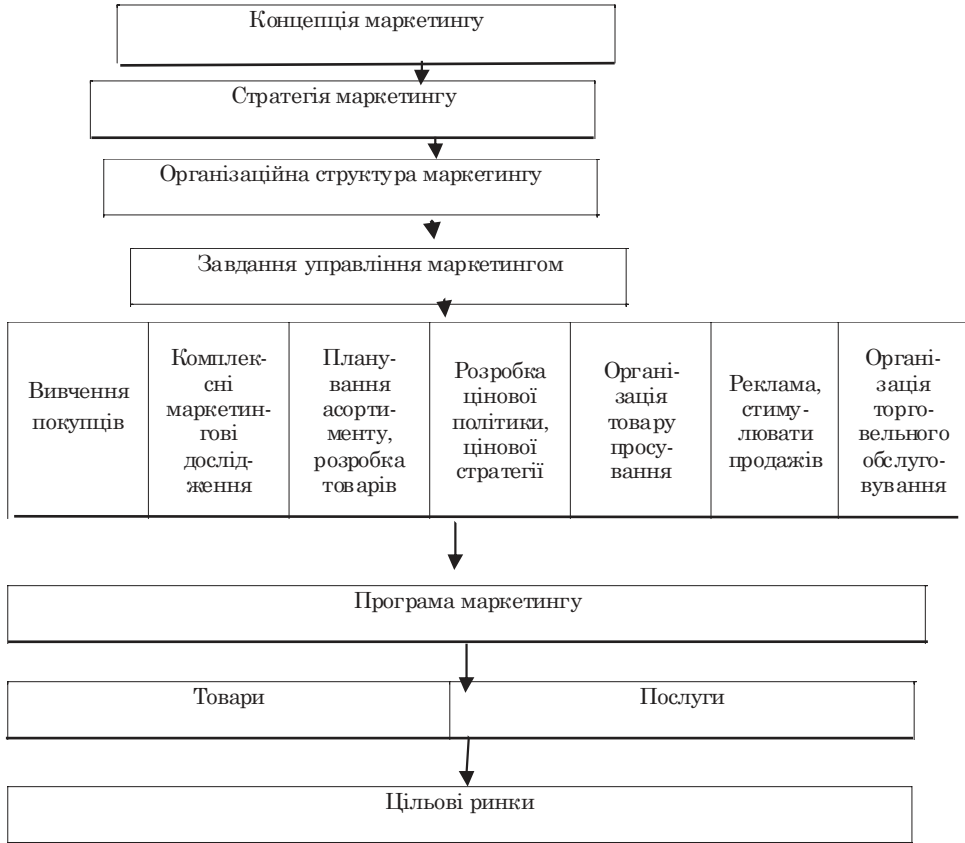 Концепція маркетингу
Стратегія маркетингу
Організаційна структура маркетингу
Завдання управління маркетингом
Вивчення
покупців
Комплек-
сні
маркетин-
гові
дослід-
ження
Плану-
вання
асорти-
менту,
розробка
товарів
Розробка
цінової
політики,
цінової
стратегії
Органі-
зація
товару
просу-
вання
Реклама,
стиму-
лювати
продажів
Органі-
зація
торго-
вельного
обслуго-
вування
Програма маркетингу
Товари
Послуги
Цільові ринки